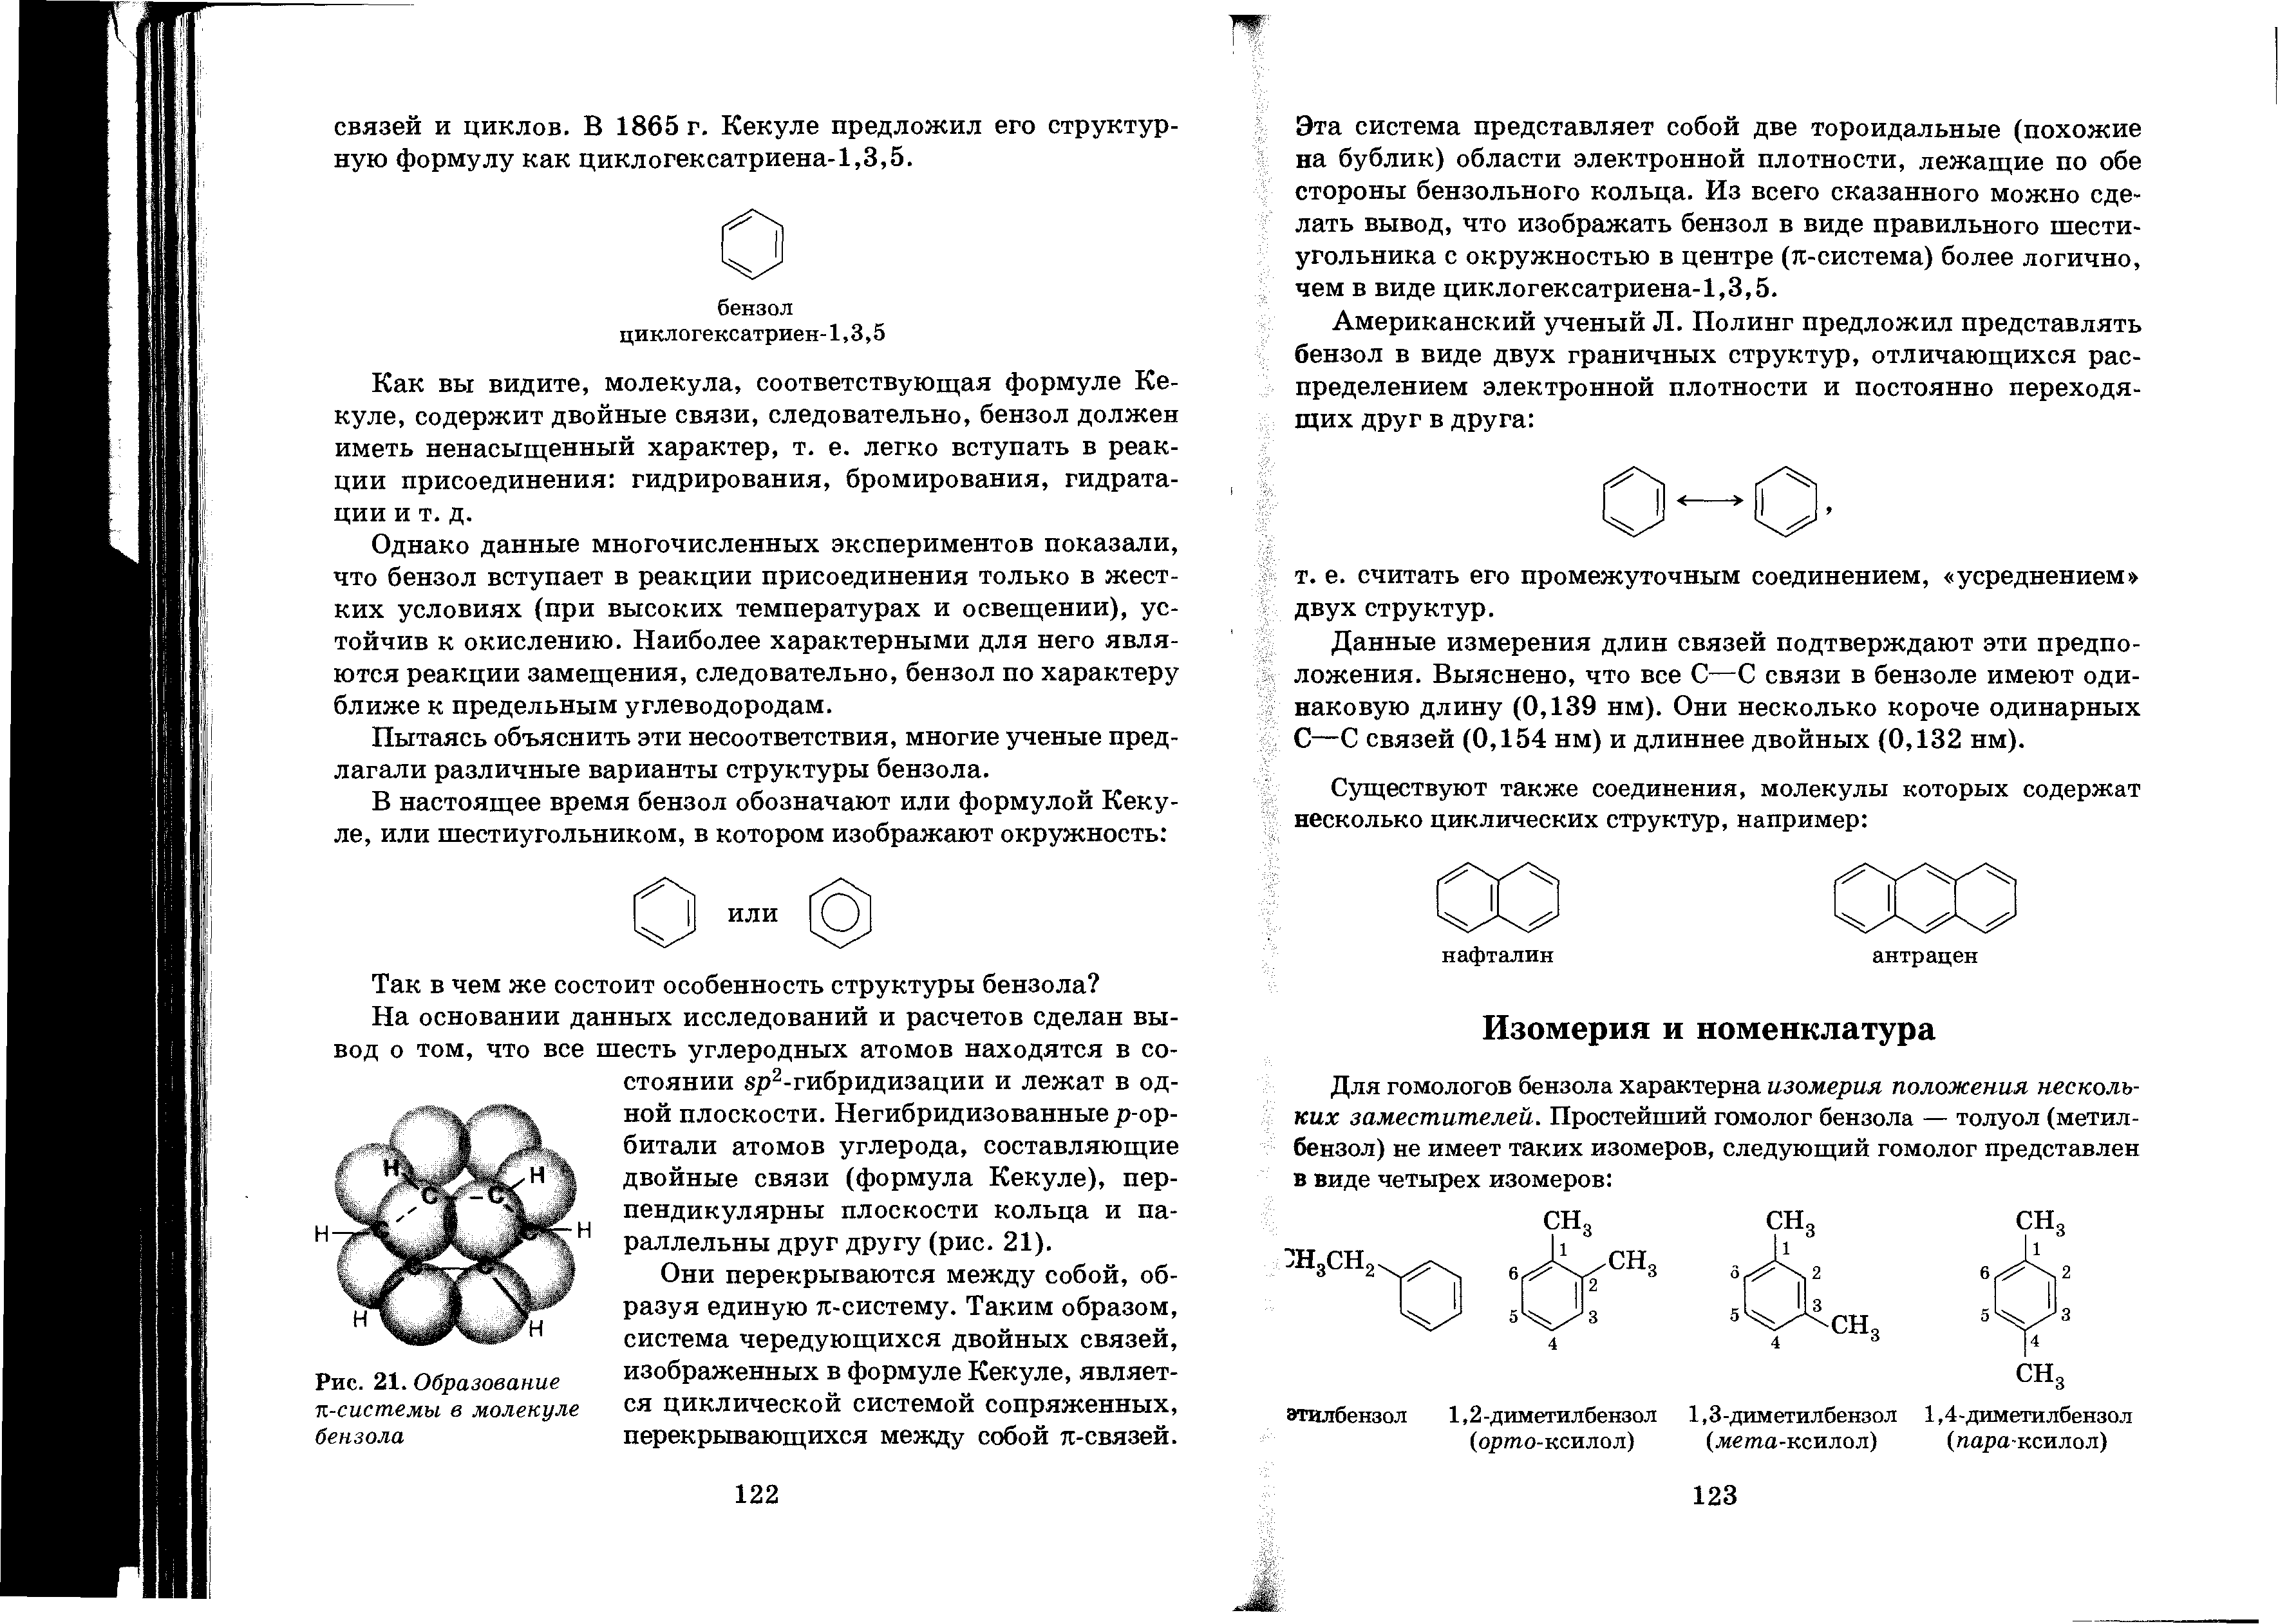 связей и циклов. В 1865 г. Кекуле предложил его структур-
ную формулу как циклогексатриена-1,3,5.
бензол
циклогексатриен-1,3,5
Как вы видите, молекула, соответствующая формуле Ке-
куле, содержит двойные связи, следовательно, бензол должен
иметь ненасыщенный характер, т. е. легко вступать в реак-
ции присоединения: гидрирования, бромирования, гидрата-
ции и т. д.
Однако данные многочисленных экспериментов показали,
что бензол вступает в реакции присоединения только в жест-
ких условиях (при высоких температурах и освещении), ус-
тойчив к окислению. Наиболее характерными для него явля-
ются реакции замещения, следовательно, бензол по характеру
ближе к предельным углеводородам.
Пытаясь объяснить эти несоответствия, многие ученые пред-
лагали различные варианты структуры бензола.
В настоящее время бензол обозначают или формулой Кеку-
ле, или шестиугольником, в котором изображают окружность:
или
Так в чем же состоит особенность структуры бензола?
На основании данных исследований и расчетов сделан вы-
вод о том, что все шесть углеродных атомов находятся в со-
стоянии sp²-гибридизации и лежат в од-
ной плоскости. Негибридизованные p-ор-
битали атомов углерода, составляющие
двойные связи (формула Кекуле), пер-
пендикулярны плоскости кольца и па-
раллельны друг другу (рис. 21).
Они перекрываются между собой, об-
разуя единую π-систему. Таким образом,
система чередующихся двойных связей,
изображенных в формуле Кекуле, являет-
ся циклической системой сопряженных,
перекрывающихся между собой π-связей.
H H
C C
H C C H
C C
H H
Рис. 21. Образование
π-системы в молекуле
бензола
122
Эта система представляет собой две тороидальные (похожие
на бублик) области электронной плотности, лежащие по обе
стороны бензольного кольца. Из всего сказанного можно сде-
лать вывод, что изображать бензол в виде правильного шести-
угольника с окружностью в центре (π-система) более логично,
чем в виде циклогексатриена-1,3,5.
Американский ученый Л. Полинг предложил представлять
бензол в виде двух граничных структур, отличающихся рас-
пределением электронной плотности и постоянно переходя-
щих друг в друга:
,
т. е. считать его промежуточным соединением, «усреднением»
двух структур.
Данные измерения длин связей подтверждают эти предпо-
ложения. Выяснено, что все С—С связи в бензоле имеют оди-
наковую длину (0,139 нм). Они несколько короче одинарных
С—С связей (0,154 нм) и длиннее двойных (0,132 нм).
Существуют также соединения, молекулы которых содержат
несколько циклических структур, например:
нафталин антрацен
Изомерия и номенклатура
Для гомологов бензола характерна изомерия положения несколь-
ких заместителей. Простейший гомолог бензола — толуол (метил-
бензол) не имеет таких изомеров, следующий гомолог представлен
в виде четырех изомеров:
CH₃ CH₃ CH₃
CH₃CH₂ 1 CH₃ 1 1
6 2 6 2 6 2
5 3 5 3 5 3
4 4 CH₃ 4
CH₃
этилбензол 1,2-диметилбензол 1,3-диметилбензол 1,4-диметилбензол
(орто-ксилол) (мета-ксилол) (пара-ксилол)
123